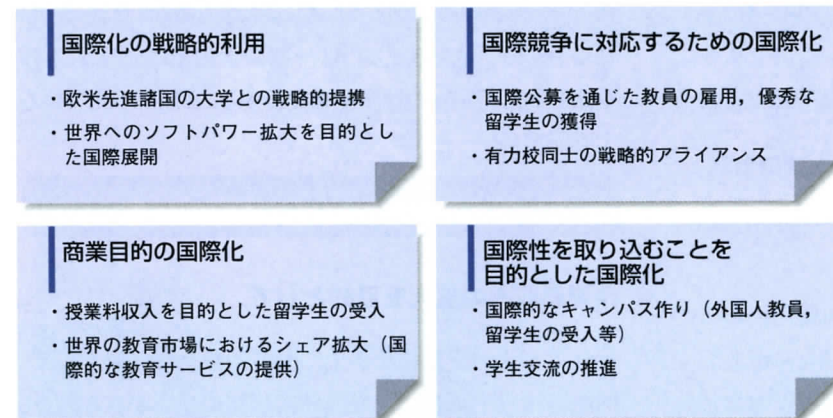 国際化の戦略的利用
・欧米先進諸国の大学との戦略的提携
・世界へのソフトパワー拡大を目的とし
た国際展開
国際競争に対応するための国際化
・国際公募を通じた教員の雇用，優秀な
留学生の獲得
・有力校同士の戦略的アライアンス
商業目的の国際化
・授業料収入を目的とした留学生の受入
・世界の教育市場におけるシェア拡大（国
際的な教育サービスの提供）
国際性を取り込むことを
目的とした国際化
・国際的なキャンパス作り（外国人教員，
留学生の受入等）
・学生交流の推進